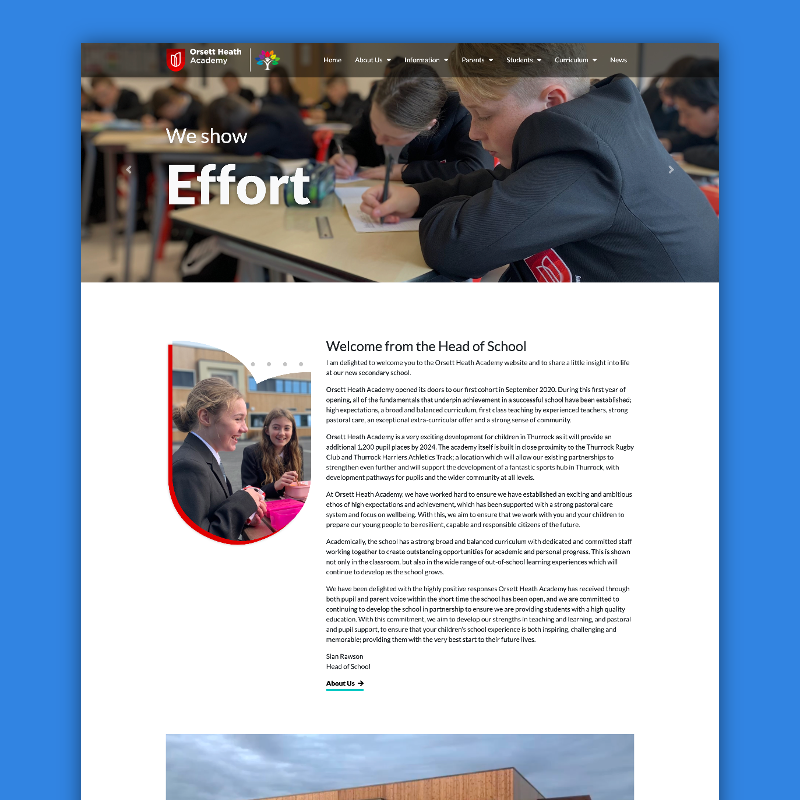 Orsett Heath
Academy
Home About Us Information Parents Students Curriculum News
We show
Effort
Welcome from the Head of School
I am delighted to welcome you to the Orsett Heath Academy website and to share a little insight into life
at our new secondary school.
Orsett Heath Academy opened its doors to our first cohort in September 2020. During this first year of
opening, all of the fundamentals that underpin achievement in a successful school have been established;
high expectations, a broad and balanced curriculum, first class teaching by experienced teachers, strong
pastoral care, an exceptional extra-curricular offer and a strong sense of community.
Orsett Heath Academy is a very exciting development for children in Thurrock as it will provide an
additional 1,200 pupil places by 2024. The academy itself is built in close proximity to the Thurrock Rugby
Club and Thurrock Harriers Athletics Track; a location which will allow our existing partnerships to
strengthen even further and will support the development of a fantastic sports hub in Thurrock, with
development pathways for pupils and the wider community at all levels.
At Orsett Heath Academy, we have worked hard to ensure we have established an exciting and ambitious
ethos of high expectations and achievement, which has been supported with a strong pastoral care
system and focus on wellbeing. With this, we aim to ensure that we work with you and your children to
prepare our young people to be resilient, capable and responsible citizens of the future.
Academically, the school has a strong broad and balanced curriculum with dedicated and committed staff
working together to create outstanding opportunities for academic and personal progress. This is shown
not only in the classroom, but also in the wide range of out-of-school learning experiences which will
continue to develop as the school grows.
We have been delighted with the highly positive responses Orsett Heath Academy has received through
both pupil and parent voice within the short time the school has been open, and we are committed to
continuing to develop the school in partnership to ensure we are providing students with a high quality
education. With this commitment, we aim to develop our strengths in teaching and learning, and pastoral
and pupil support, to ensure that your children's school experience is both inspiring, challenging and
memorable; providing them with the very best start to their future lives.
Sian Rawson
Head of School
About Us